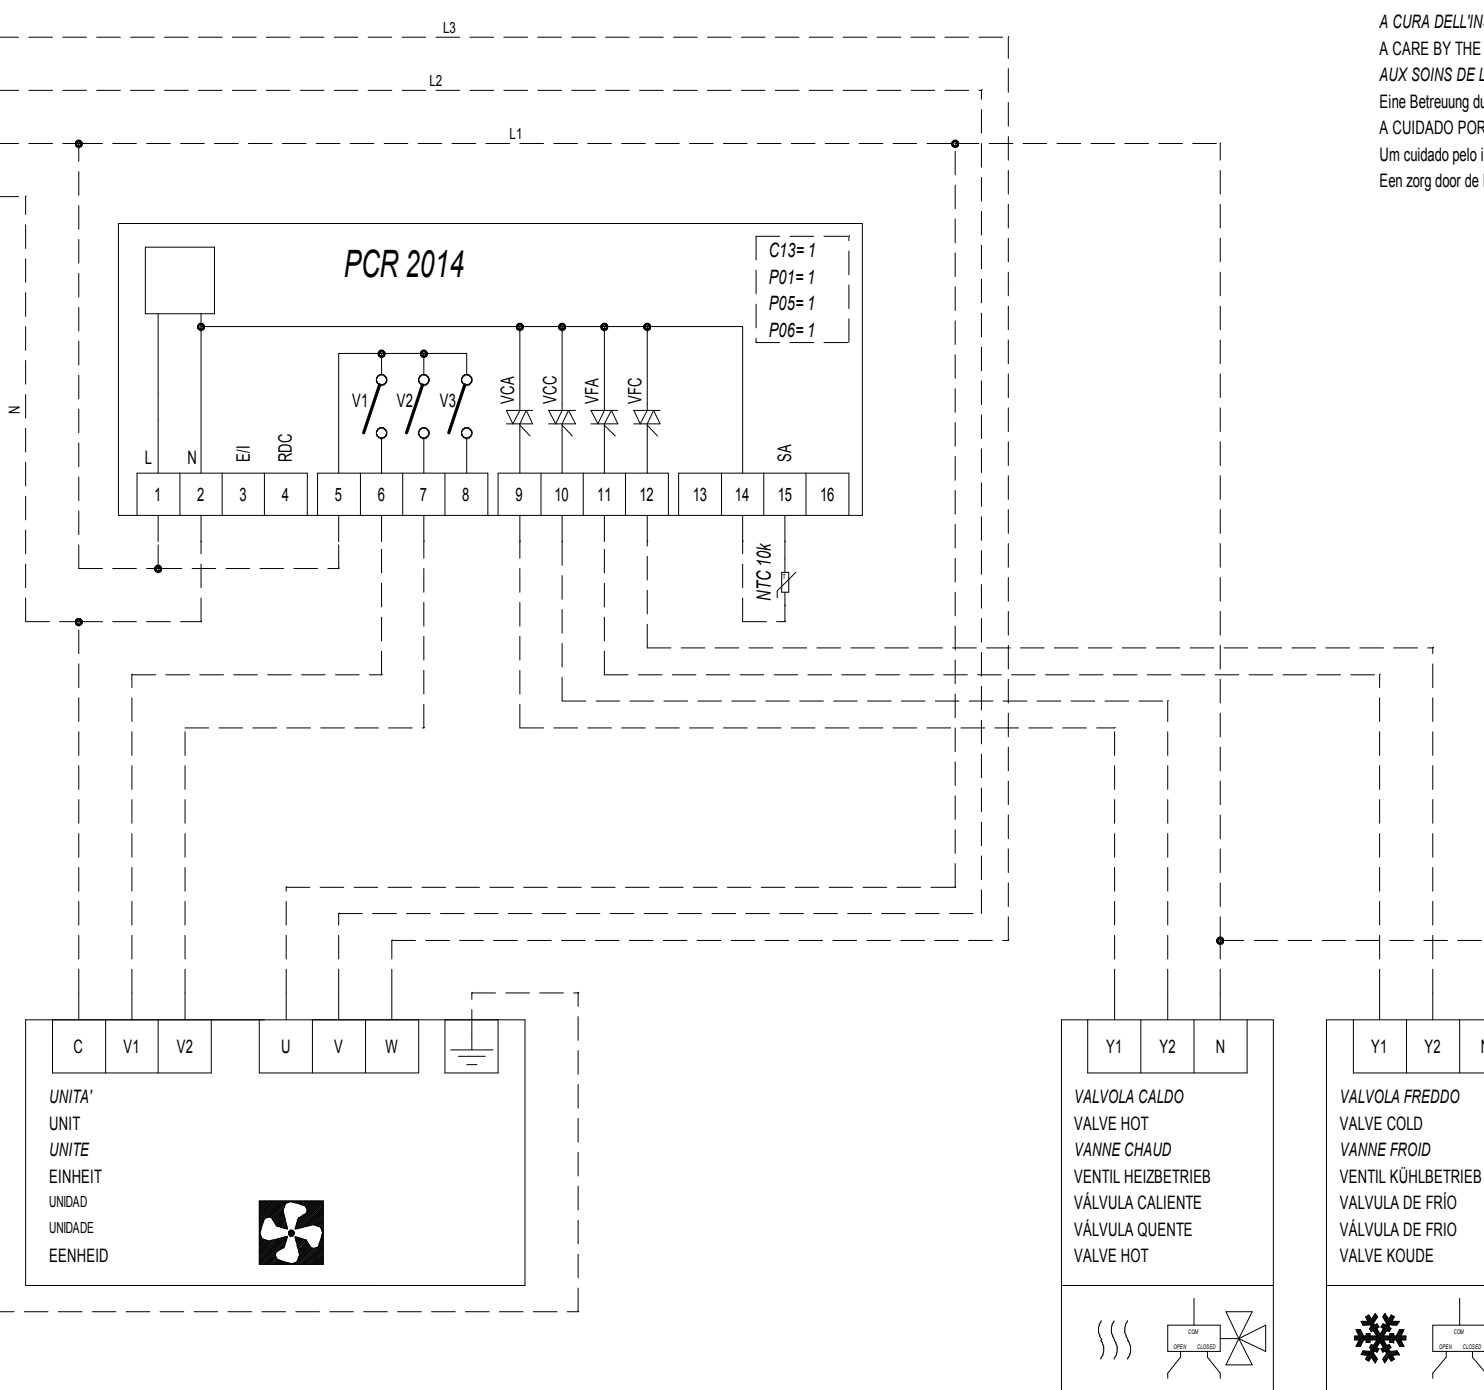 L3
L2
L1
N
A CURA DELL'IN
A CARE BY THE
AUX SOINS DE L
Eine Betreuung du
A CUIDADO POR
Um cuidado pelo i
Een zorg door de
PCR 2014
C13= 1
P01= 1
P05= 1
P06= 1
V1 V2 V3 VCA VCC VFA VFC
L N E/I RDC SA
1 2 3 4 5 6 7 8 9 10 11 12 13 14 15 16
NTC 10k
C V1 V2 U V W
UNITA'
UNIT
UNITE
EINHEIT
UNIDAD
UNIDADE
EENHEID
Y1 Y2 N
VALVOLA CALDO
VALVE HOT
VANNE CHAUD
VENTIL HEIZBETRIEB
VÁLVULA CALIENTE
VÁLVULA QUENTE
VALVE HOT
COM
OPEN CLOSED
Y1 Y2
VALVOLA FREDDO
VALVE COLD
VANNE FROID
VENTIL KÜHLBETRIEB
VALVULA DE FRÍO
VÁLVULA DE FRIO
VALVE KOUDE
COM
OPEN CLOSED